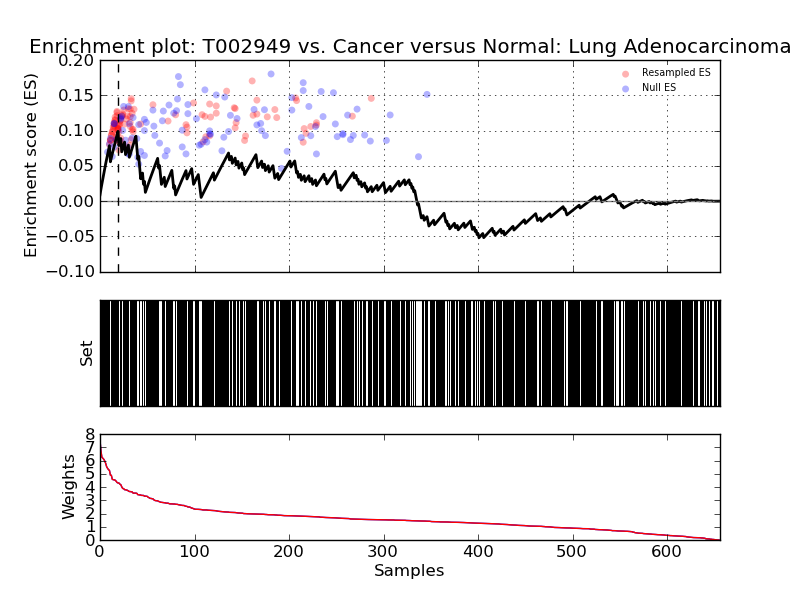 Enrichment plot: T002949 vs. Cancer versus Normal: Lung Adenocarcinoma
0.20
0.15
0.10
0.05
0.00
−0.05
−0.10
Enrichment score (ES)
Resampled ES
Null ES
Set
8
7
6
5
4
3
2
1
0
Weights
0 100 200 300 400 500 600
Samples